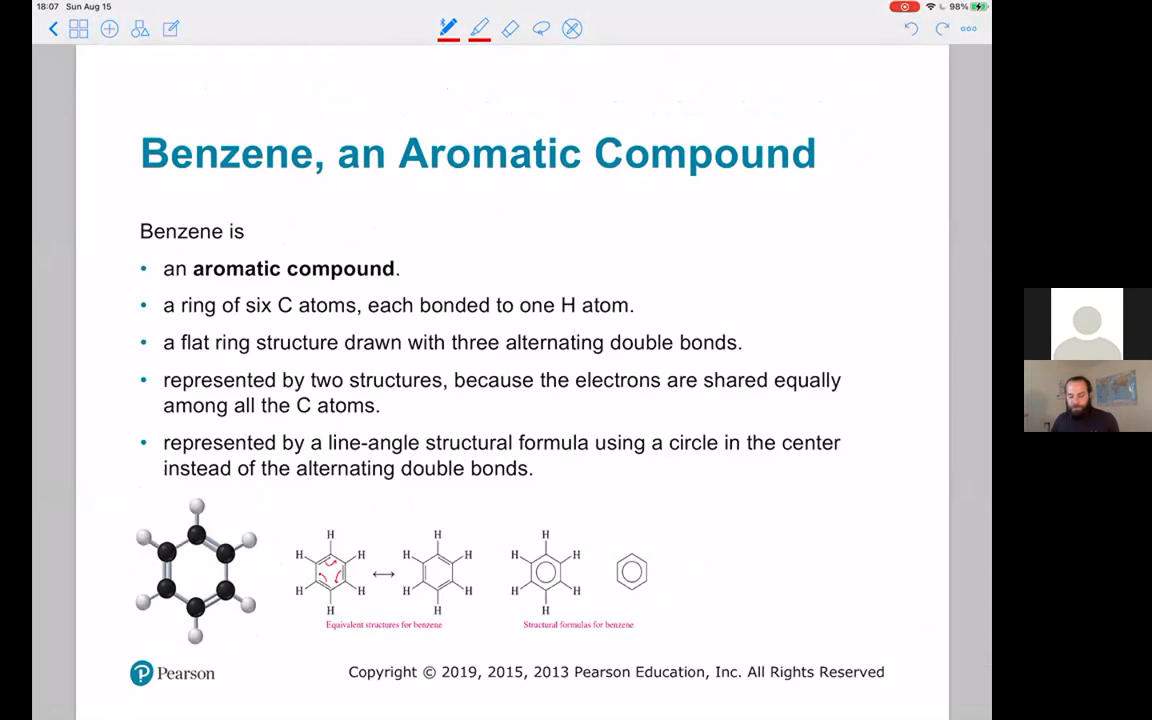 18:07 Sun Aug 15
98%
Benzene, an Aromatic Compound
Benzene is
• an aromatic compound.
• a ring of six C atoms, each bonded to one H atom.
• a flat ring structure drawn with three alternating double bonds.
• represented by two structures, because the electrons are shared equally
among all the C atoms.
• represented by a line-angle structural formula using a circle in the center
instead of the alternating double bonds.
H H H
H H H H H H
H H H H H H
H H H
Equivalent structures for benzene
Structural formulas for benzene
P Pearson
Copyright © 2019, 2015, 2013 Pearson Education, Inc. All Rights Reserved